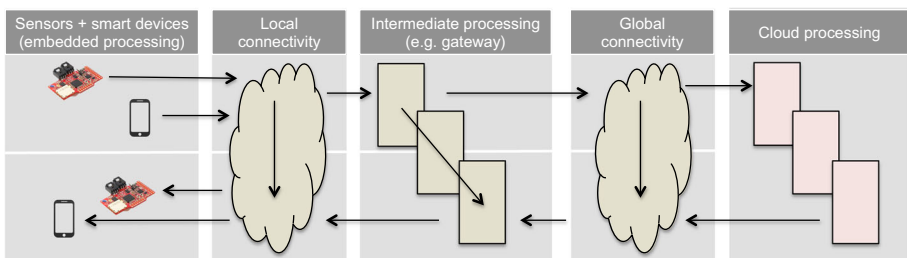 Sensors + smart devices
(embedded processing)
Local
connectivity
Intermediate processing
(e.g. gateway)
Global
connectivity
Cloud processing